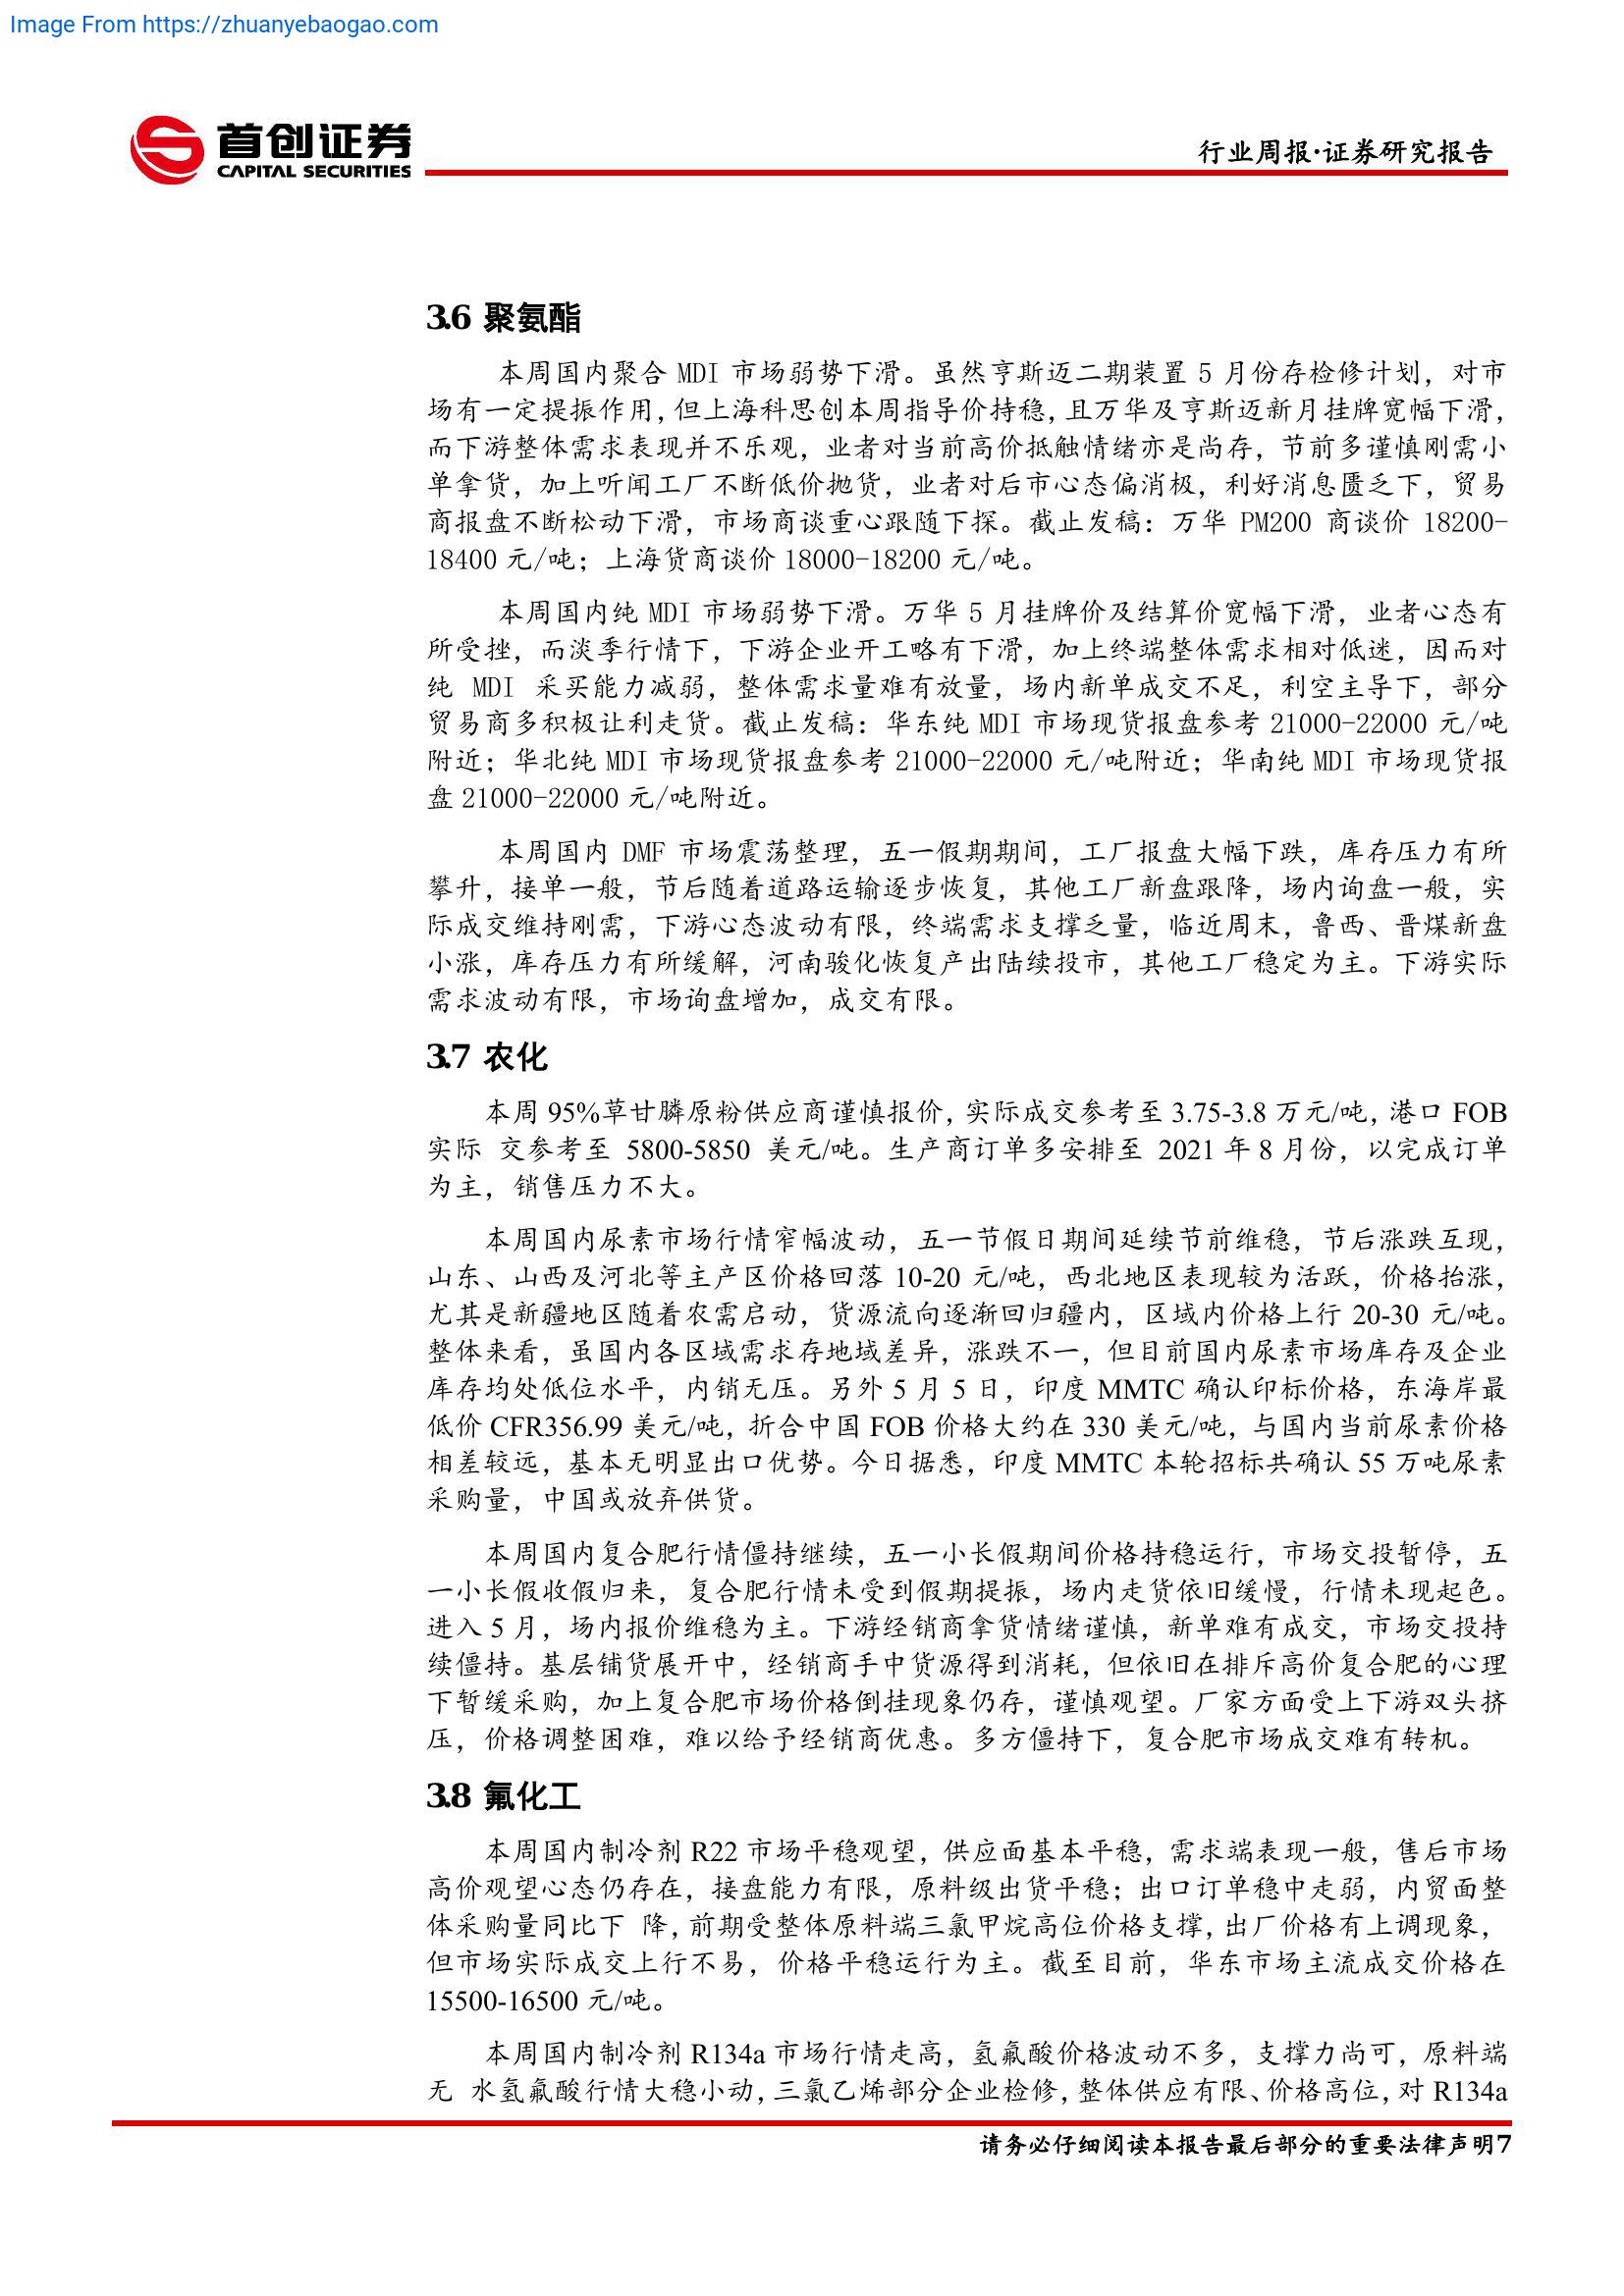 Image From https://zhuanyebaogao.com
首创证券
CAPITAL SECURITIES
行业周报·证券研究报告
3.6 聚氨酯
本周国内聚合 MDI 市场弱势下滑。虽然亨斯迈二期装置 5 月份存检修计划，对市
场有一定提振作用，但上海科思创本周指导价持稳，且万华及亨斯迈新月挂牌宽幅下滑，
而下游整体需求表现并不乐观，业者对当前高价抵触情绪亦是尚存，节前多谨慎刚需小
单拿货，加上听闻工厂不断低价抛货，业者对后市心态偏消极，利好消息匮乏下，贸易
商报盘不断松动下滑，市场商谈重心跟随下探。截止发稿：万华 PM200 商谈价 18200-
18400 元/吨；上海货商谈价 18000-18200 元/吨。
本周国内纯 MDI 市场弱势下滑。万华 5 月挂牌价及结算价宽幅下滑，业者心态有
所受挫，而淡季行情下，下游企业开工略有下滑，加上终端整体需求相对低迷，因而对
纯 MDI 采买能力减弱，整体需求量难有放量，场内新单成交不足，利空主导下，部分
贸易商多积极让利走货。截止发稿：华东纯 MDI 市场现货报盘参考 21000-22000 元/吨
附近；华北纯 MDI 市场现货报盘参考 21000-22000 元/吨附近；华南纯 MDI 市场现货报
盘 21000-22000 元/吨附近。
本周国内 DMF 市场震荡整理，五一假期期间，工厂报盘大幅下跌，库存压力有所
攀升，接单一般，节后随着道路运输逐步恢复，其他工厂新盘跟降，场内询盘一般，实
际成交维持刚需，下游心态波动有限，终端需求支撑乏量，临近周末，鲁西、晋煤新盘
小涨，库存压力有所缓解，河南骏化恢复产出陆续投市，其他工厂稳定为主。下游实际
需求波动有限，市场询盘增加，成交有限。
3.7 农化
本周 95%草甘膦原粉供应商谨慎报价，实际成交参考至 3.75-3.8 万元/吨，港口 FOB
实际 交参考至 5800-5850 美元/吨。生产商订单多安排至 2021 年 8 月份，以完成订单
为主，销售压力不大。
本周国内尿素市场行情窄幅波动，五一节假日期间延续节前维稳，节后涨跌互现，
山东、山西及河北等主产区价格回落 10-20 元/吨，西北地区表现较为活跃，价格抬涨，
尤其是新疆地区随着农需启动，货源流向逐渐回归疆内，区域内价格上行 20-30 元/吨。
整体来看，虽国内各区域需求存地域差异，涨跌不一，但目前国内尿素市场库存及企业
库存均处低位水平，内销无压。另外 5 月 5 日，印度 MMTC 确认印标价格，东海岸最
低价 CFR356.99 美元/吨，折合中国 FOB 价格大约在 330 美元/吨，与国内当前尿素价格
相差较远，基本无明显出口优势。今日据悉，印度 MMTC 本轮招标共确认 55 万吨尿素
采购量，中国或放弃供货。
本周国内复合肥行情僵持继续，五一小长假期间价格持稳运行，市场交投暂停，五
一小长假收假归来，复合肥行情未受到假期提振，场内走货依旧缓慢，行情未现起色。
进入 5 月，场内报价维稳为主。下游经销商拿货情绪谨慎，新单难有成交，市场交投持
续僵持。基层铺货展开中，经销商手中货源得到消耗，但依旧在排斥高价复合肥的心理
下暂缓采购，加上复合肥市场价格倒挂现象仍存，谨慎观望。厂家方面受上下游双头挤
压，价格调整困难，难以给予经销商优惠。多方僵持下，复合肥市场成交难有转机。
3.8 氟化工
本周国内制冷剂 R22 市场平稳观望，供应面基本平稳，需求端表现一般，售后市场
高价观望心态仍存在，接盘能力有限，原料级出货平稳；出口订单稳中走弱，内贸面整
体采购量同比下 降，前期受整体原料端三氯甲烷高位价格支撑，出厂价格有上调现象，
但市场实际成交上行不易，价格平稳运行为主。截至目前，华东市场主流成交价格在
15500-16500 元/吨。
本周国内制冷剂 R134a 市场行情走高，氢氟酸价格波动不多，支撑力尚可，原料端
无 水氢氟酸行情大稳小动，三氯乙烯部分企业检修，整体供应有限、价格高位，对 R134a
请务必仔细阅读本报告最后部分的重要法律声明7